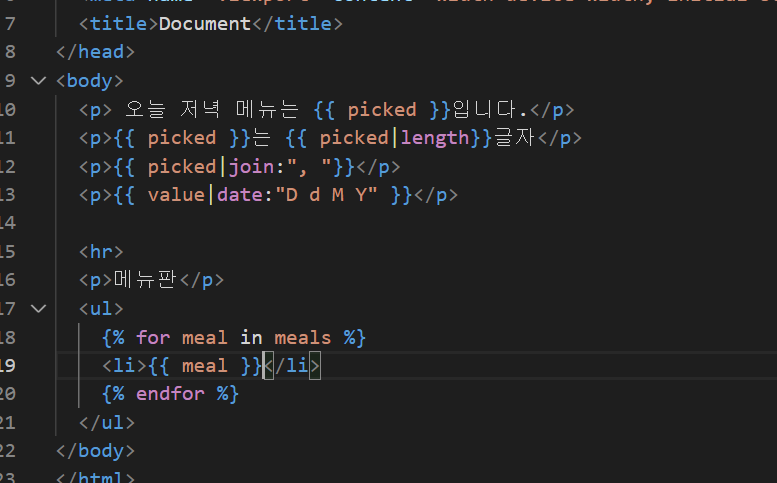 7 <title>Document</title>
8 </head>
9 <body>
10 <p> 오늘 저녁 메뉴는 {{ picked }}입니다.</p>
11 <p>{{ picked }}는 {{ picked|length}}글자</p>
12 <p>{{ picked|join:", "}}</p>
13 <p>{{ value|date:"D d M Y" }}</p>
14
15 <hr>
16 <p>메뉴판</p>
17 <ul>
18 {% for meal in meals %}
19 <li>{{ meal }}</li>
20 {% endfor %}
21 </ul>
22 </body>
23 </html>